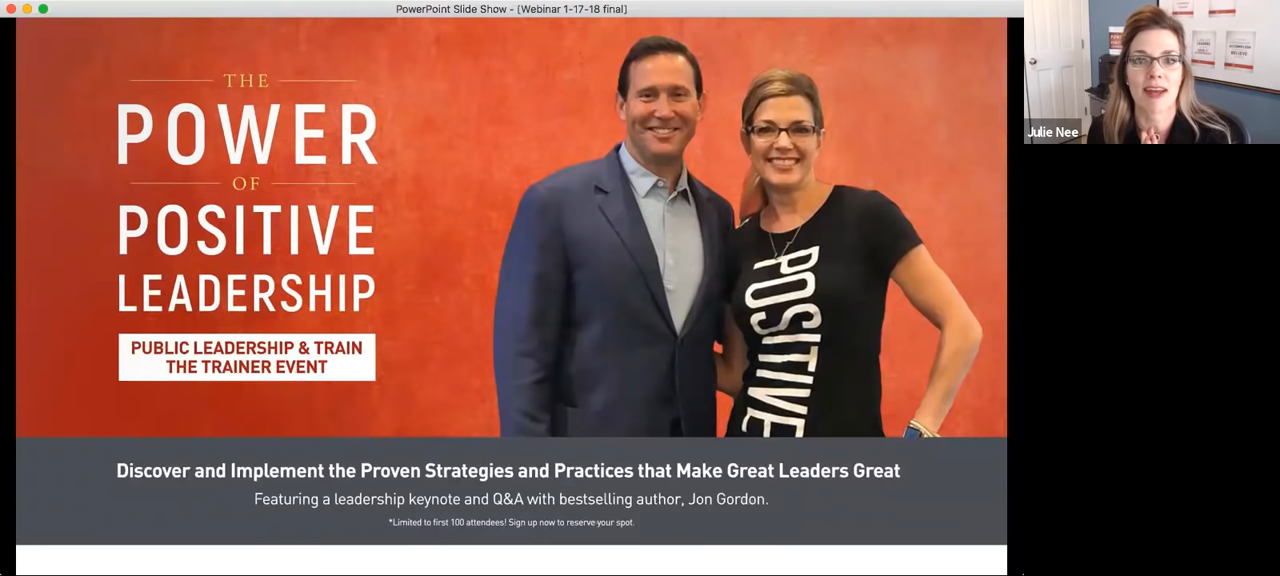 PowerPoint Slide Show - [Webinar 1-17-18 final]
THE
POWER
OF
POSITIVE
LEADERSHIP
PUBLIC LEADERSHIP & TRAIN
THE TRAINER EVENT
POSITIVE
Discover and Implement the Proven Strategies and Practices that Make Great Leaders Great
Featuring a leadership keynote and Q&A with bestselling author, Jon Gordon.
*Limited to first 100 attendees! Sign up now to reserve your spot.
Julie Nee